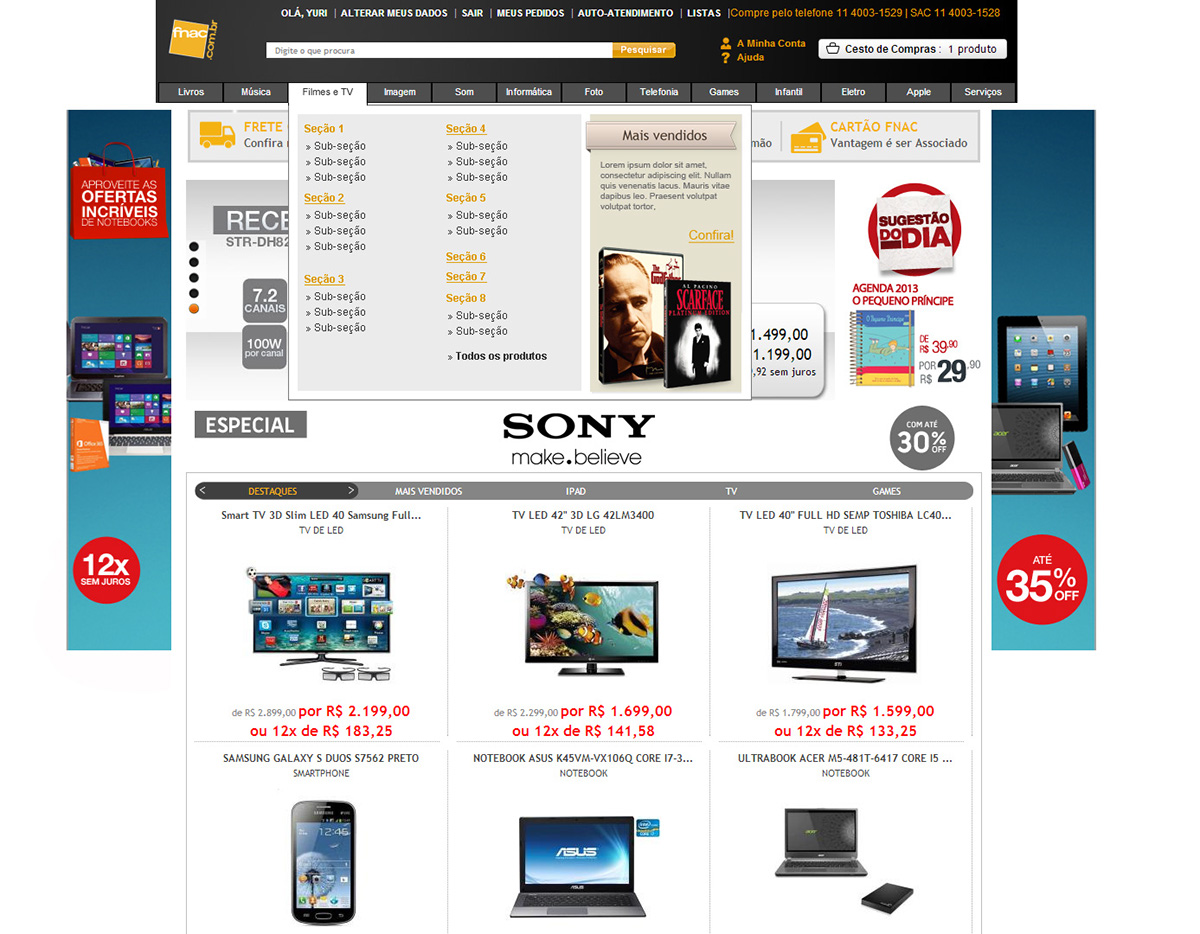 OLÁ, YURI | ALTERAR MEUS DADOS | SAIR | MEUS PEDIDOS | AUTO-ATENDIMENTO | LISTAS |Compre pelo telefone 11 4003-1529 | SAC 11 4003-1528
fnac.com.br
Digite o que procura
Pesquisar
A Minha Conta
Ajuda
Cesto de Compras : 1 produto
Livros Música Filmes e TV Imagem Som Informática Foto Telefonia Games Infantil Eletro Apple Serviços
FRETE
Confira
CARTÃO FNAC
Vantagem é ser Associado
Seção 1
» Sub-seção
» Sub-seção
» Sub-seção
Seção 2
» Sub-seção
» Sub-seção
» Sub-seção
Seção 3
» Sub-seção
» Sub-seção
» Sub-seção
Seção 4
» Sub-seção
» Sub-seção
» Sub-seção
Seção 5
» Sub-seção
» Sub-seção
Seção 6
Seção 7
Seção 8
» Sub-seção
» Sub-seção
» Todos os produtos
Mais vendidos
Lorem ipsum dolor sit amet,
consectetur adipiscing elit. Nullam
quis venenatis lacus. Mauris vitae
dapibus leo. Praesent volutpat
volutpat tortor,
Confira!
The Godfather
AL PACINO
SCARFACE
PLATINUM EDITION
APROVEITE AS
OFERTAS
INCRÍVEIS
DE NOTEBOOKS
12x
SEM JUROS
RECE
STR-DH82
7.2
CANAIS
100W
por canal
1.499,00
1.199,00
,92 sem juros
SUGESTÃO
DO DIA
AGENDA 2013
O PEQUENO PRÍNCIPE
DE
R$ 39,90
POR
R$ 29,90
ATÉ
35%
OFF
ESPECIAL
SONY
make.believe
COM ATÉ
30%
OFF
< DESTAQUES > MAIS VENDIDOS IPAD TV GAMES
Smart TV 3D Slim LED 40 Samsung Full...
TV DE LED
de R$ 2.899,00 por R$ 2.199,00
ou 12x de R$ 183,25
TV LED 42" 3D LG 42LM3400
TV DE LED
de R$ 2.299,00 por R$ 1.699,00
ou 12x de R$ 141,58
TV LED 40" FULL HD SEMP TOSHIBA LC40...
TV DE LED
STI
de R$ 1.799,00 por R$ 1.599,00
ou 12x de R$ 133,25
SAMSUNG GALAXY S DUOS S7562 PRETO
SMARTPHONE
SAMSUNG
12:45
NOTEBOOK ASUS K45VM-VX106Q CORE I7-3...
NOTEBOOK
ASUS
ULTRABOOK ACER M5-481T-6417 CORE I5 ...
NOTEBOOK
acer